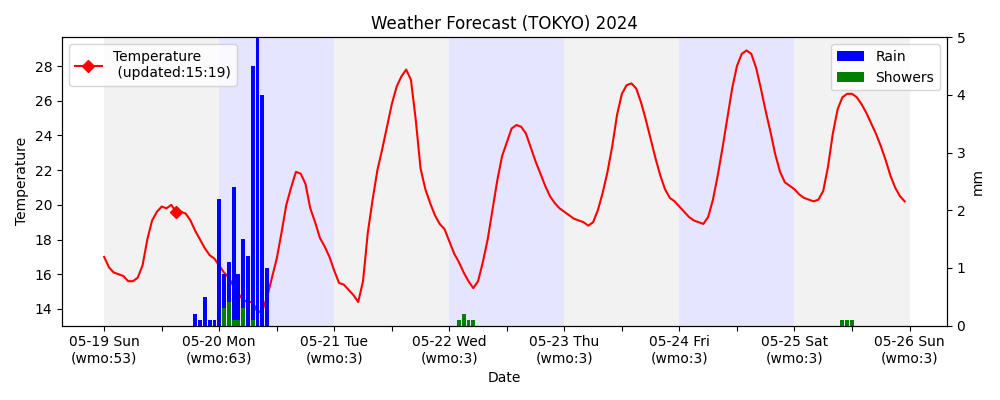 Weather Forecast (TOKYO) 2024
Temperature
(updated:15:19)
Rain
Showers
Temperature
28
26
24
22
20
18
16
14
5
4
3
2
1
0
mm
05-19 Sun
(wmo:53)
05-20 Mon
(wmo:63)
05-21 Tue
(wmo:3)
05-22 Wed
(wmo:3)
05-23 Thu
(wmo:3)
05-24 Fri
(wmo:3)
05-25 Sat
(wmo:3)
05-26 Sun
(wmo:3)
Date